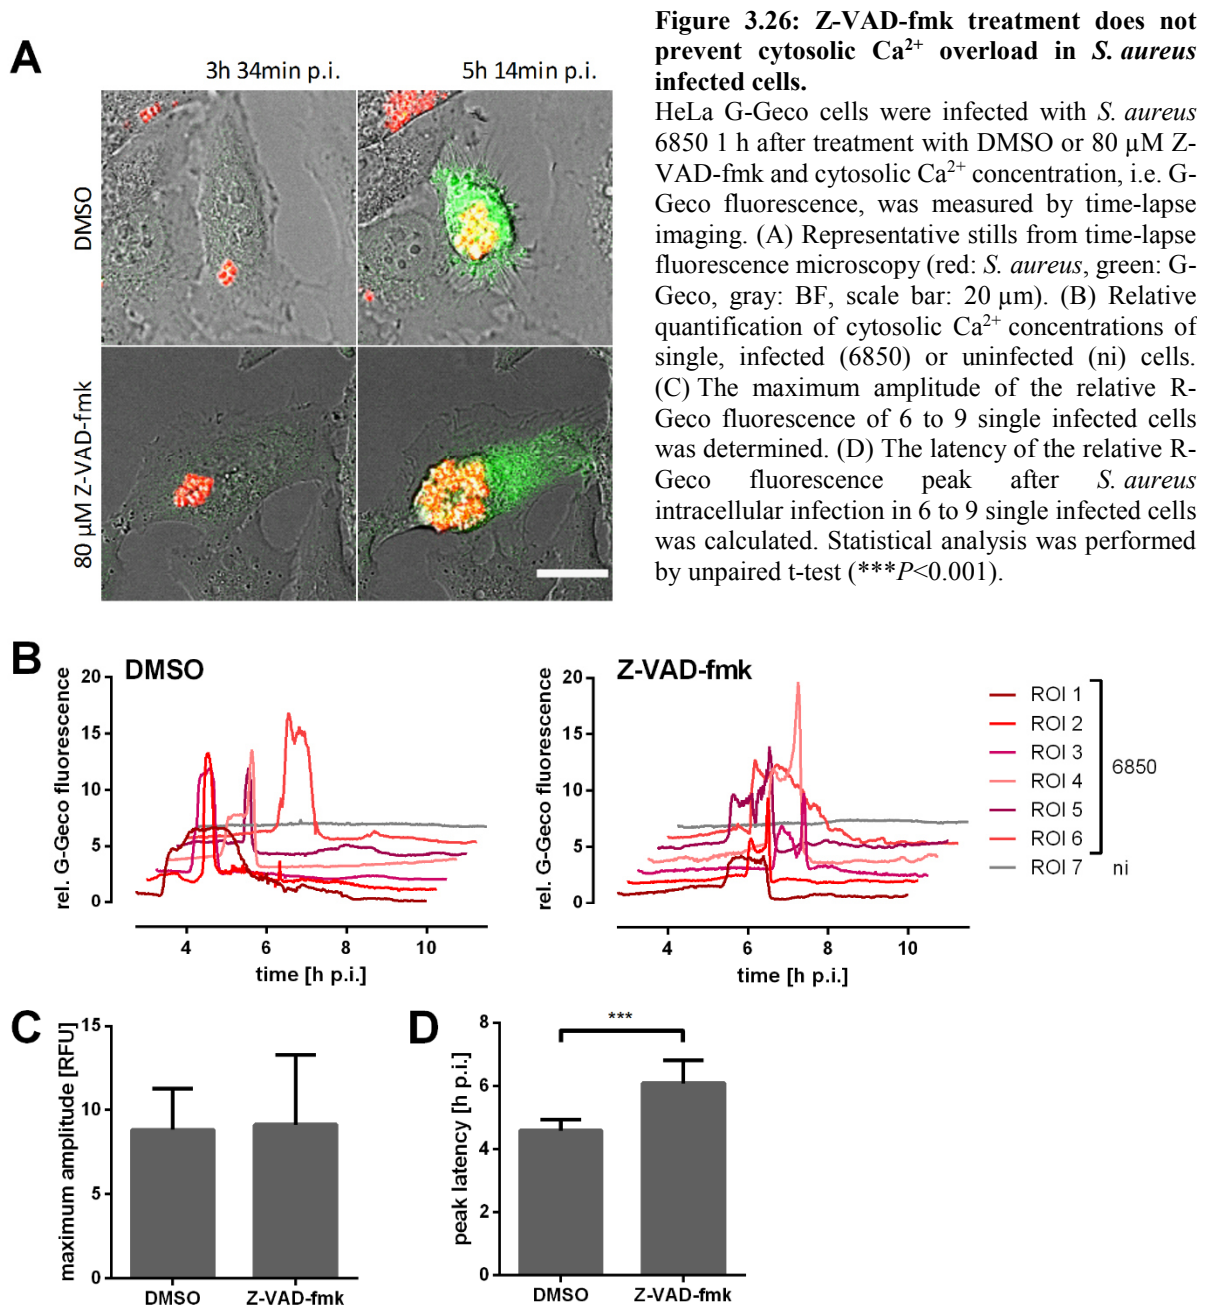 Figure 3.26: Z-VAD-fmk treatment does not
prevent cytosolic Ca²⁺ overload in S. aureus
infected cells.
HeLa G-Geco cells were infected with S. aureus
6850 1 h after treatment with DMSO or 80 µM Z-
VAD-fmk and cytosolic Ca²⁺ concentration, i.e. G-
Geco fluorescence, was measured by time-lapse
imaging. (A) Representative stills from time-lapse
fluorescence microscopy (red: S. aureus, green: G-
Geco, gray: BF, scale bar: 20 µm). (B) Relative
quantification of cytosolic Ca²⁺ concentrations of
single, infected (6850) or uninfected (ni) cells.
(C) The maximum amplitude of the relative R-
Geco fluorescence of 6 to 9 single infected cells
was determined. (D) The latency of the relative R-
Geco fluorescence peak after S. aureus
intracellular infection in 6 to 9 single infected cells
was calculated. Statistical analysis was performed
by unpaired t-test (***P<0.001).
A
3h 34min p.i.
5h 14min p.i.
DMSO
80 µM Z-VAD-fmk
B
DMSO
rel. G-Geco fluorescence
20
15
10
5
0
4
6
8
10
time [h p.i.]
Z-VAD-fmk
rel. G-Geco fluorescence
20
15
10
5
0
4
6
8
10
time [h p.i.]
ROI 1
ROI 2
ROI 3
ROI 4
ROI 5
ROI 6
ROI 7
6850
ni
C
maximum amplitude [RFU]
15
10
5
0
DMSO
Z-VAD-fmk
D
peak latency [h p.i.]
8
6
4
2
0
***
DMSO
Z-VAD-fmk